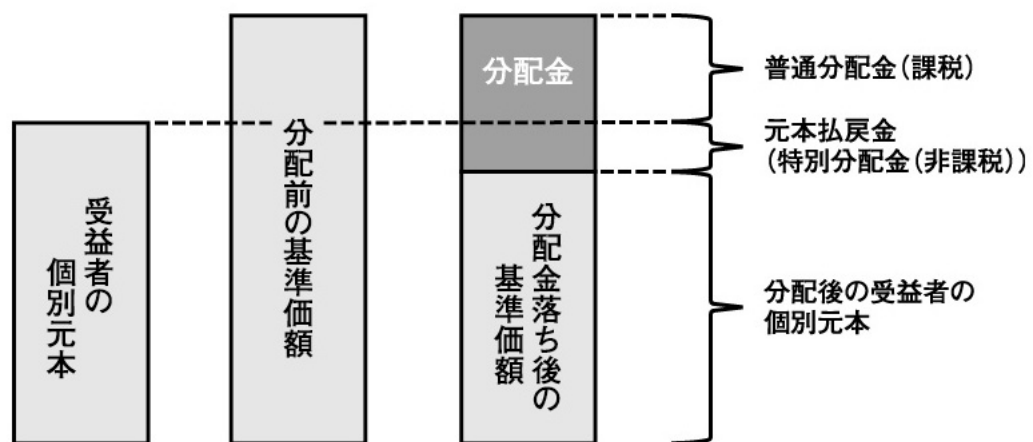 受益者の
個別元本
分配前の基準価額
分配金
分配金落ち後の
基準価額
普通分配金(課税)
元本払戻金
(特別分配金(非課税))
分配後の受益者の
個別元本